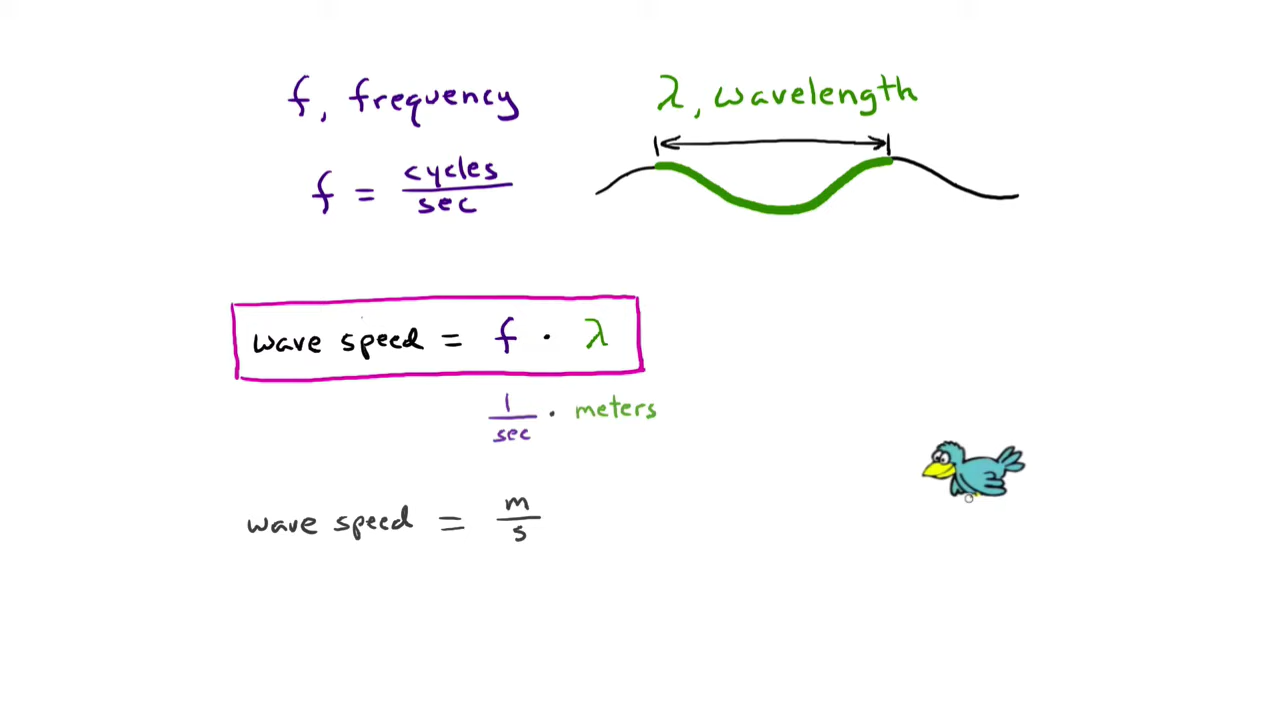 f, frequency
λ, wavelength
f = cycles/sec
wave speed = f · λ
1/sec · meters
wave speed = m/s